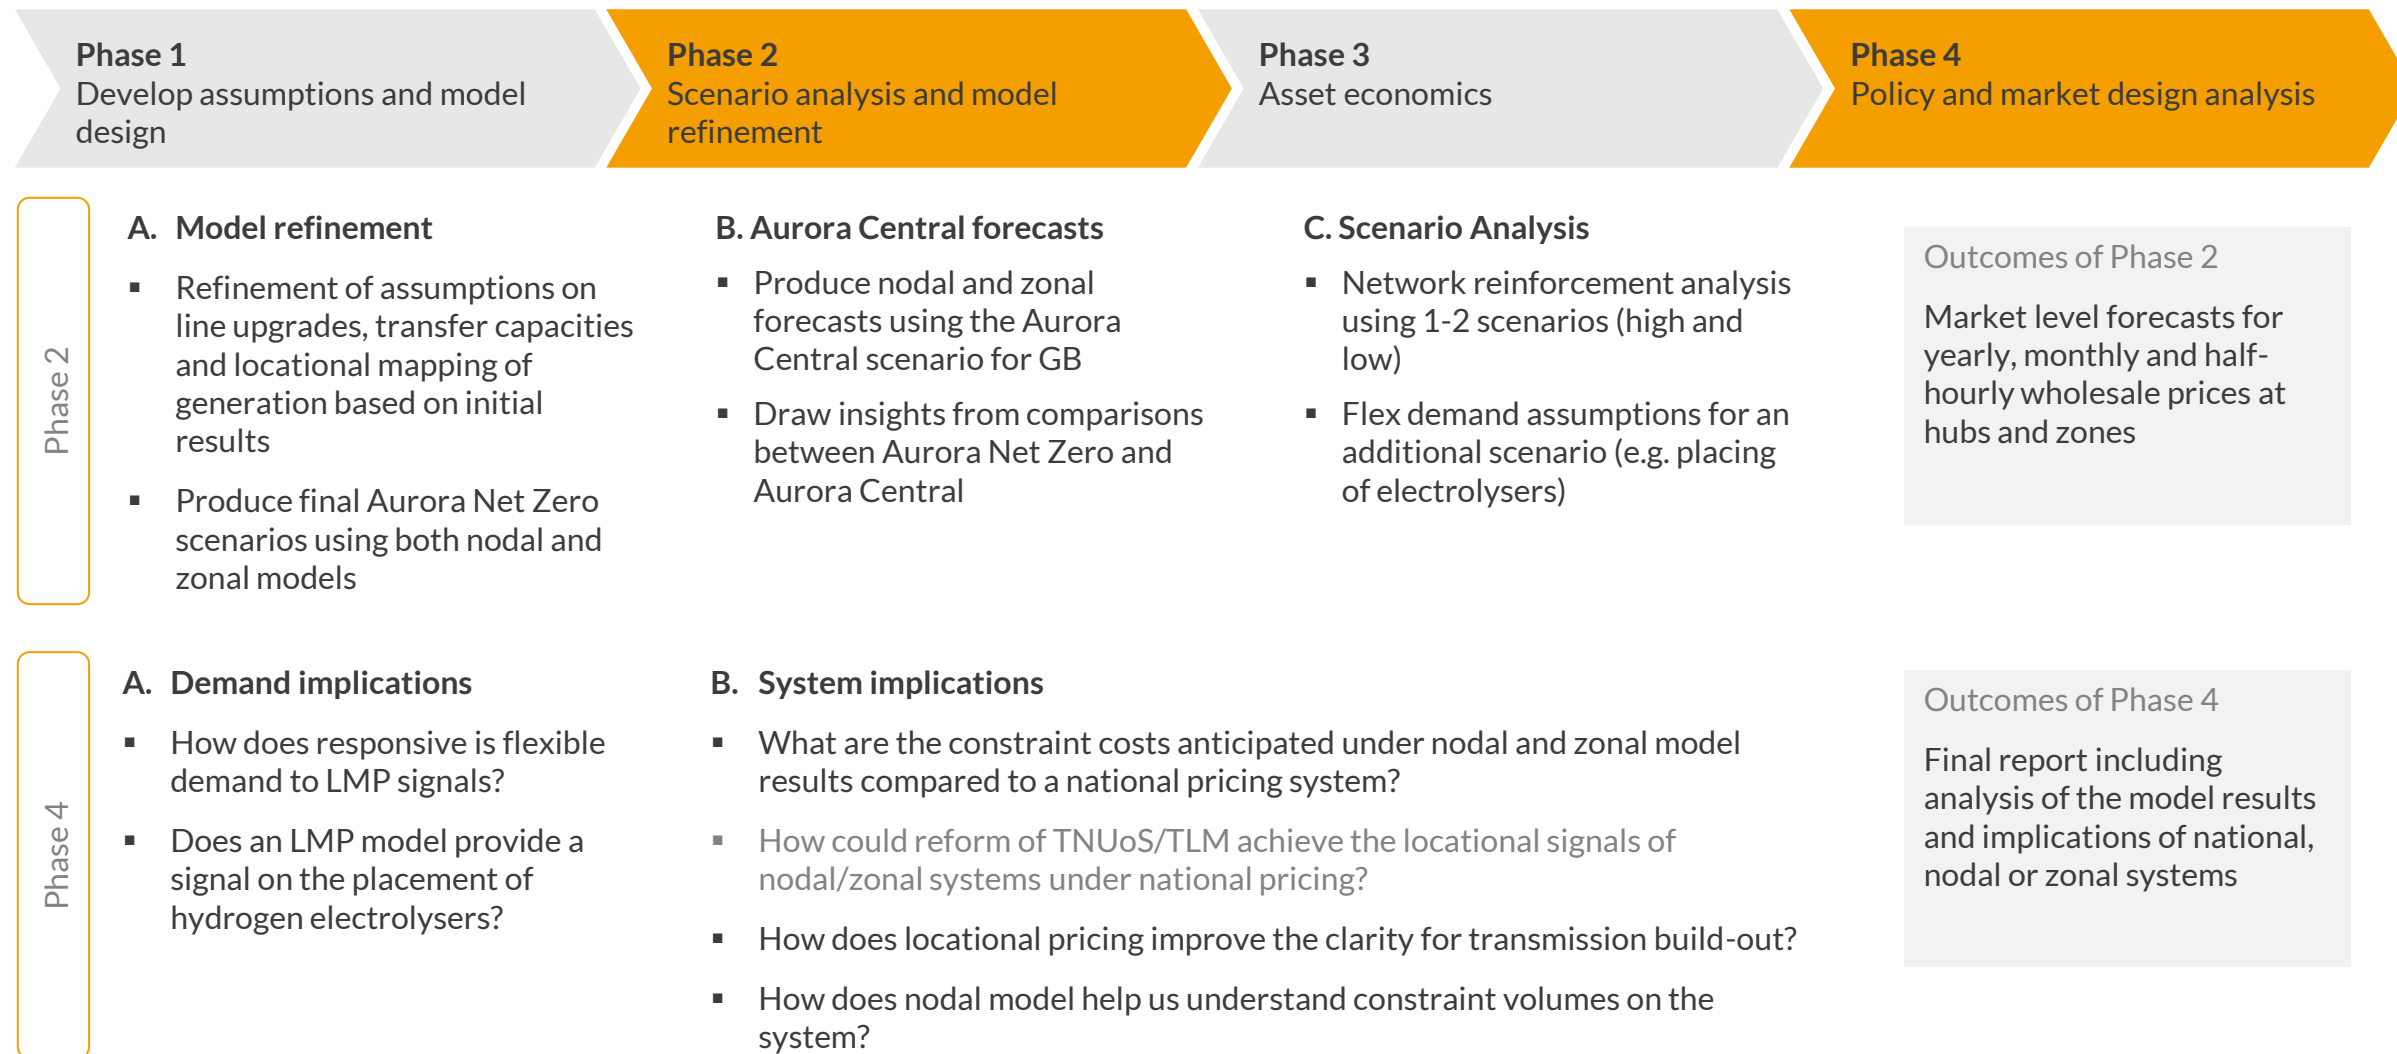 Phase 1
Develop assumptions and model
design
Phase 2
Scenario analysis and model
refinement
Phase 3
Asset economics
Phase 4
Policy and market design analysis
Phase 2
A. Model refinement
▪ Refinement of assumptions on
line upgrades, transfer capacities
and locational mapping of
generation based on initial
results
▪ Produce final Aurora Net Zero
scenarios using both nodal and
zonal models
B. Aurora Central forecasts
▪ Produce nodal and zonal
forecasts using the Aurora
Central scenario for GB
▪ Draw insights from comparisons
between Aurora Net Zero and
Aurora Central
C. Scenario Analysis
▪ Network reinforcement analysis
using 1-2 scenarios (high and
low)
▪ Flex demand assumptions for an
additional scenario (e.g. placing
of electrolysers)
Outcomes of Phase 2
Market level forecasts for
yearly, monthly and half-
hourly wholesale prices at
hubs and zones
Phase 4
A. Demand implications
▪ How does responsive is flexible
demand to LMP signals?
▪ Does an LMP model provide a
signal on the placement of
hydrogen electrolysers?
B. System implications
▪ What are the constraint costs anticipated under nodal and zonal model
results compared to a national pricing system?
▪ How could reform of TNUoS/TLM achieve the locational signals of
nodal/zonal systems under national pricing?
▪ How does locational pricing improve the clarity for transmission build-out?
▪ How does nodal model help us understand constraint volumes on the
system?
Outcomes of Phase 4
Final report including
analysis of the model results
and implications of national,
nodal or zonal systems